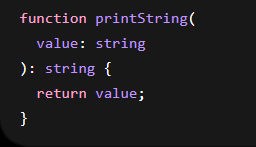 function printString(
  value: string
): string {
  return value;
}